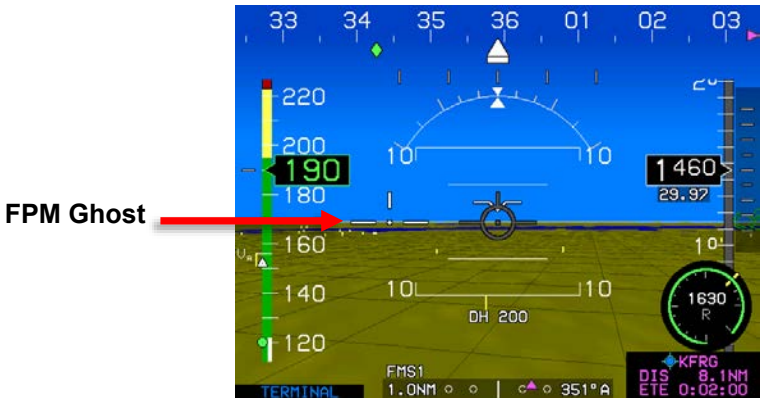 33 34 35 36 01 02 03
220
200
190
180
160
140
120
10 10
10 10
1460
29.97
FPM Ghost
DH 200
1630
R
FMS1
1.0NM 351°A
TERMINAL
KFRG
DIS 8.1NM
ETE 0:02:00